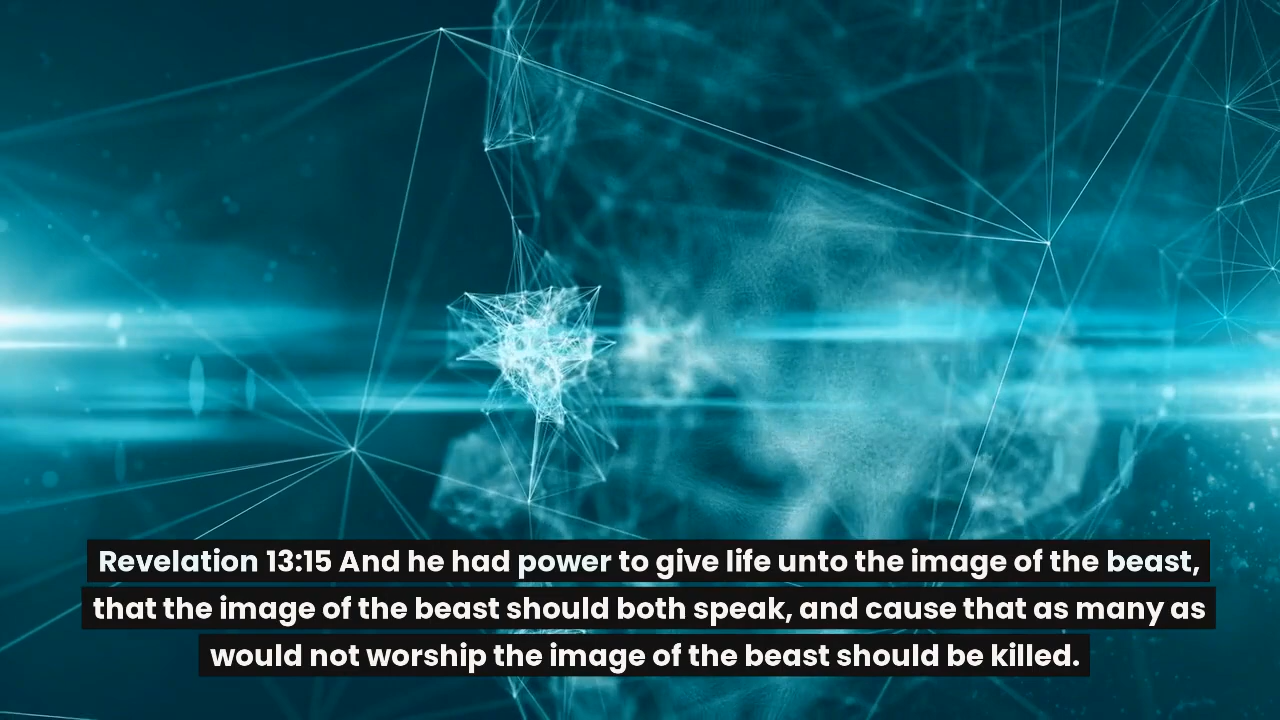 Revelation 13:15 And he had power to give life unto the image of the beast,
that the image of the beast should both speak, and cause that as many as
would not worship the image of the beast should be killed.